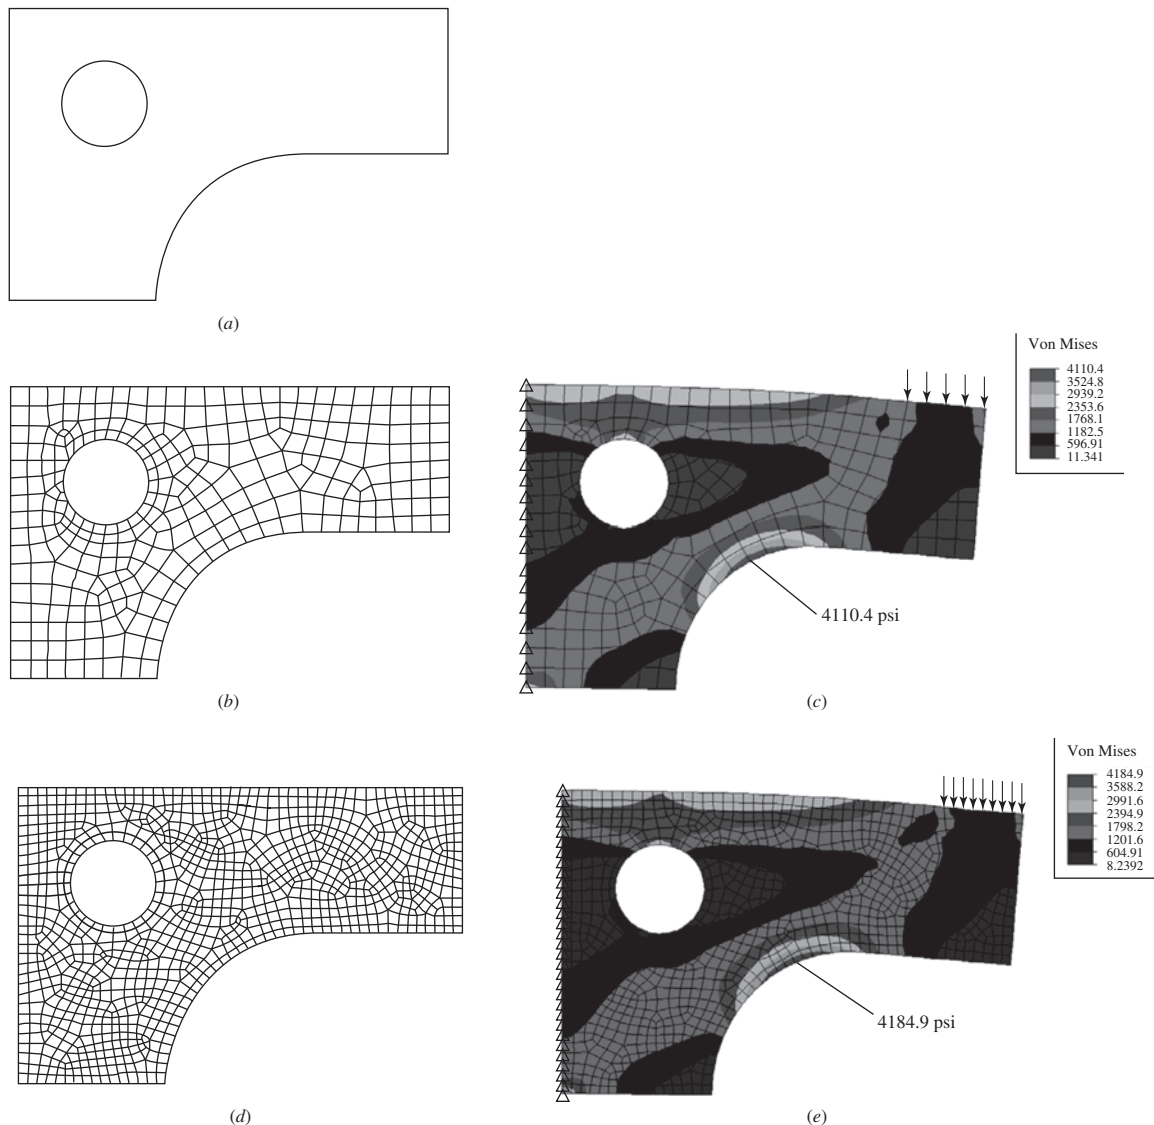 (a)
(b)
Von Mises
4110.4
3524.8
2939.2
2353.6
1768.1
1182.5
596.91
11.341
4110.4 psi
(c)
(d)
Von Mises
4184.9
3588.2
2991.6
2394.9
1798.2
1201.6
604.91
8.2392
4184.9 psi
(e)